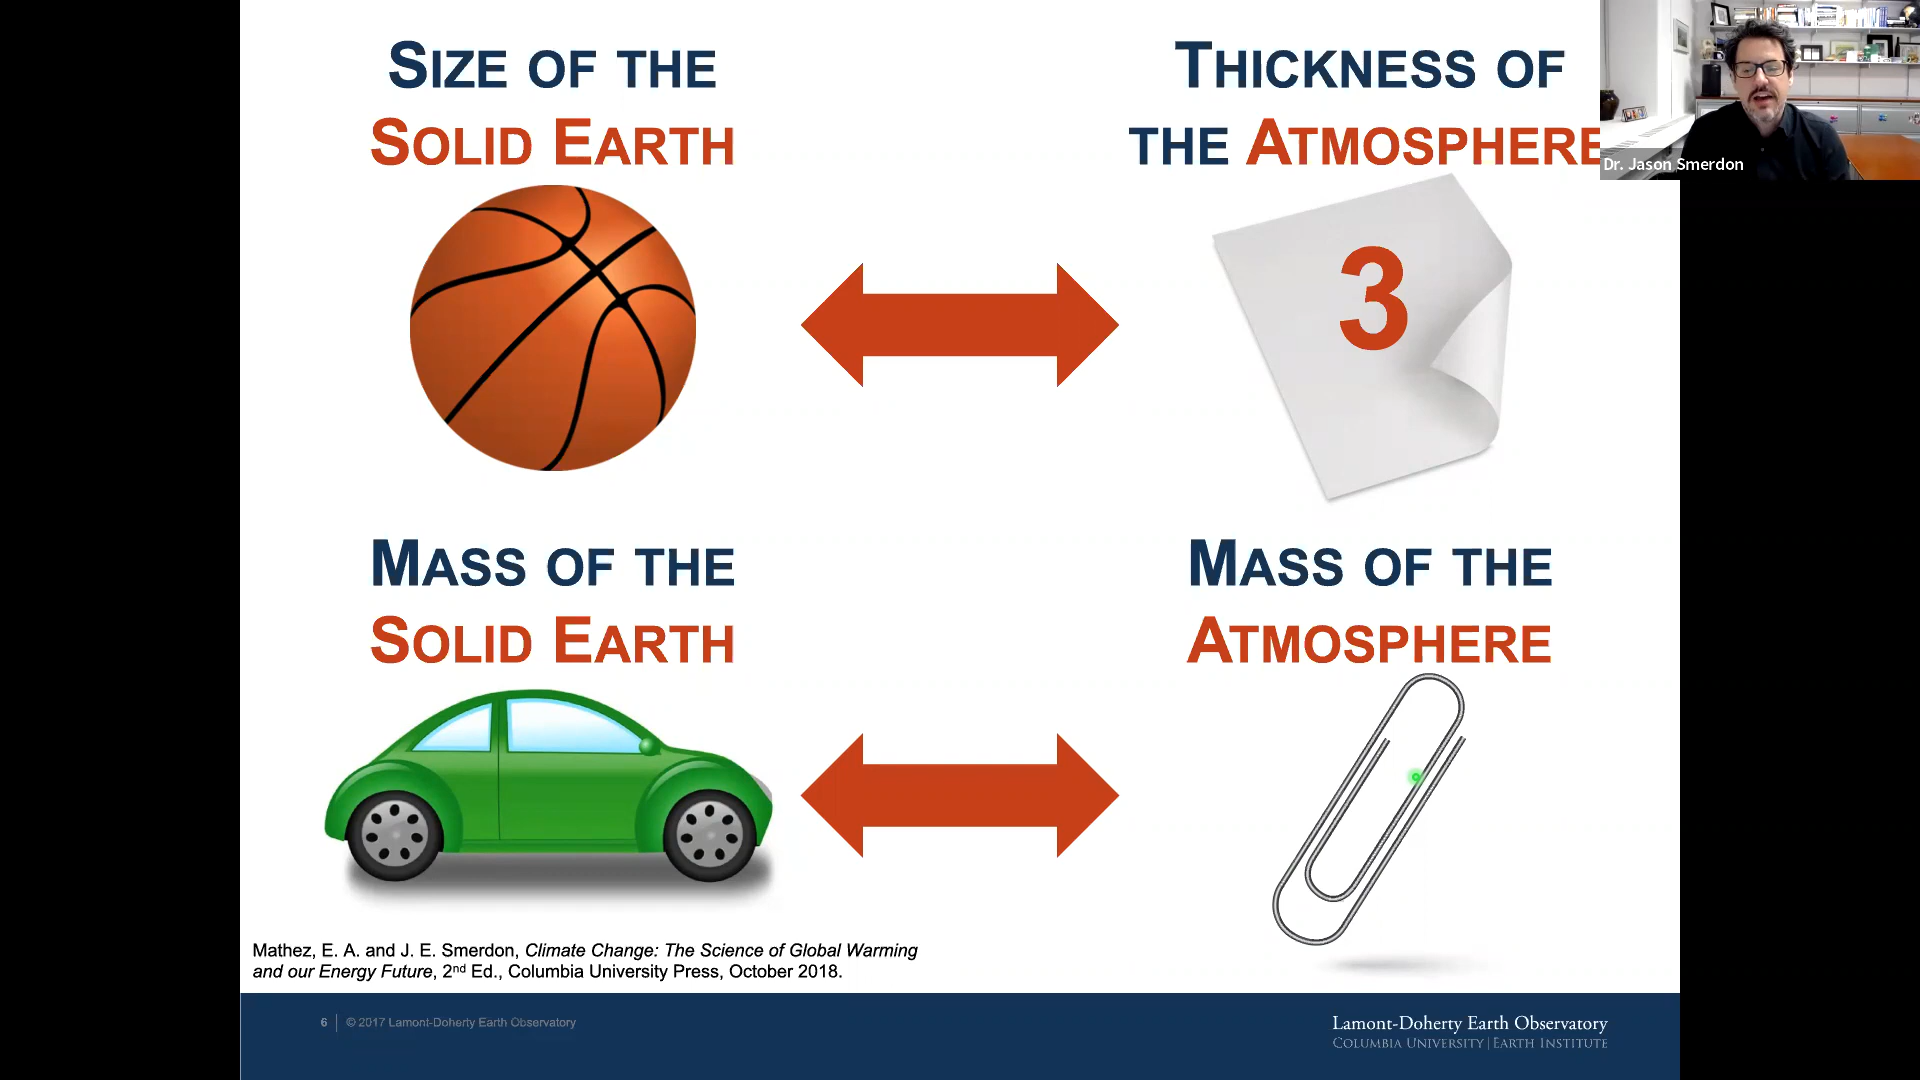 SIZE OF THE
SOLID EARTH
THICKNESS OF
THE ATMOSPHERE
Dr. Jason Smerdon
3
MASS OF THE
SOLID EARTH
MASS OF THE
ATMOSPHERE
Mathez, E. A. and J. E. Smerdon, Climate Change: The Science of Global Warming
and our Energy Future, 2nd Ed., Columbia University Press, October 2018.
6 | © 2017 Lamont-Doherty Earth Observatory
Lamont-Doherty Earth Observatory
COLUMBIA UNIVERSITY | EARTH INSTITUTE